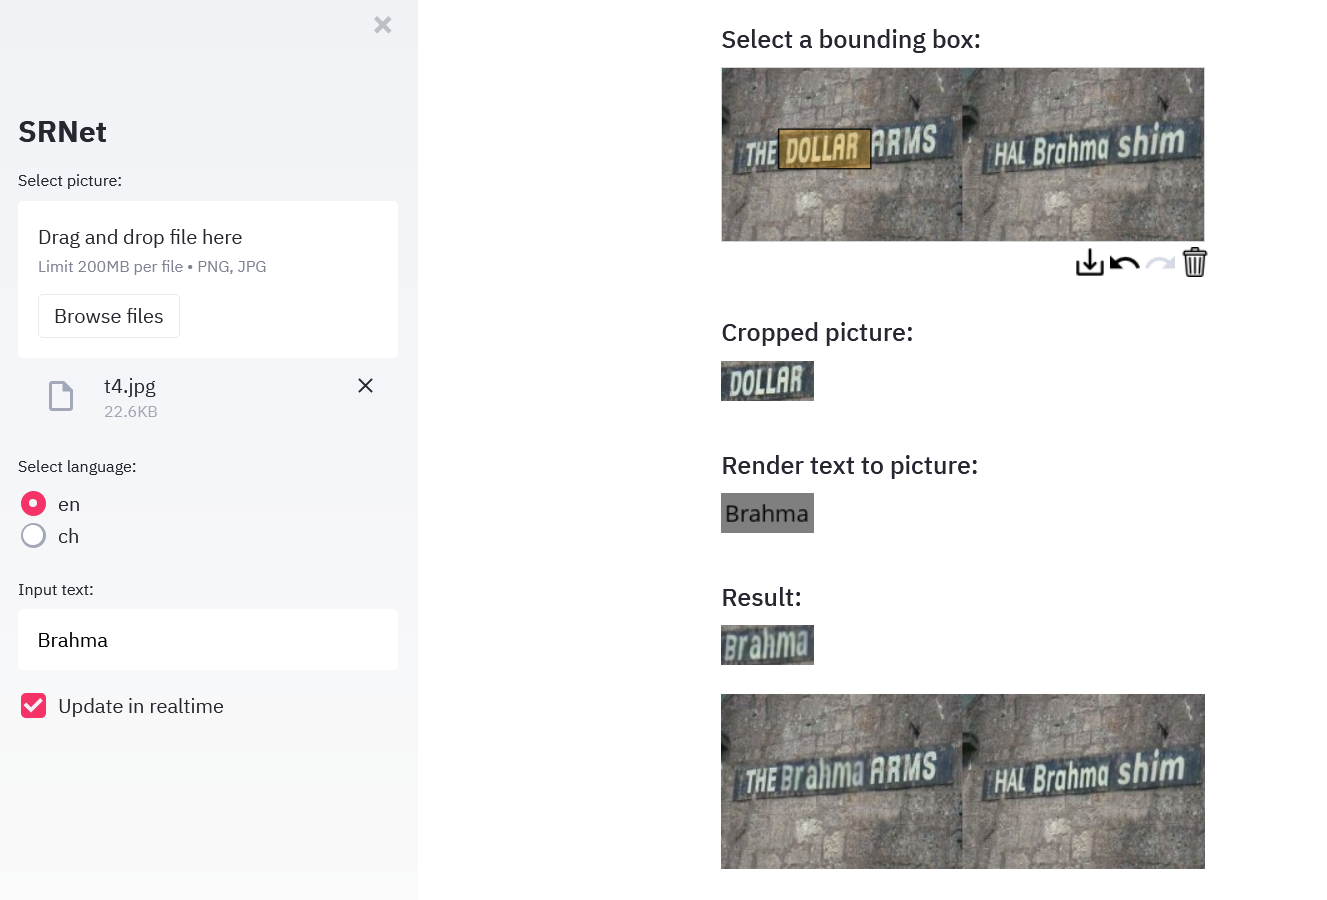 SRNet
Select picture:
Drag and drop file here
Limit 200MB per file • PNG, JPG
Browse files
t4.jpg
22.6KB
Select language:
en
ch
Input text:
Brahma
Update in realtime
Select a bounding box:
THE DOLLAR ARMS HAL Brahma shim
Cropped picture:
DOLLAR
Render text to picture:
Brahma
Result:
Brahma
THE Brahma ARMS HAL Brahma shim